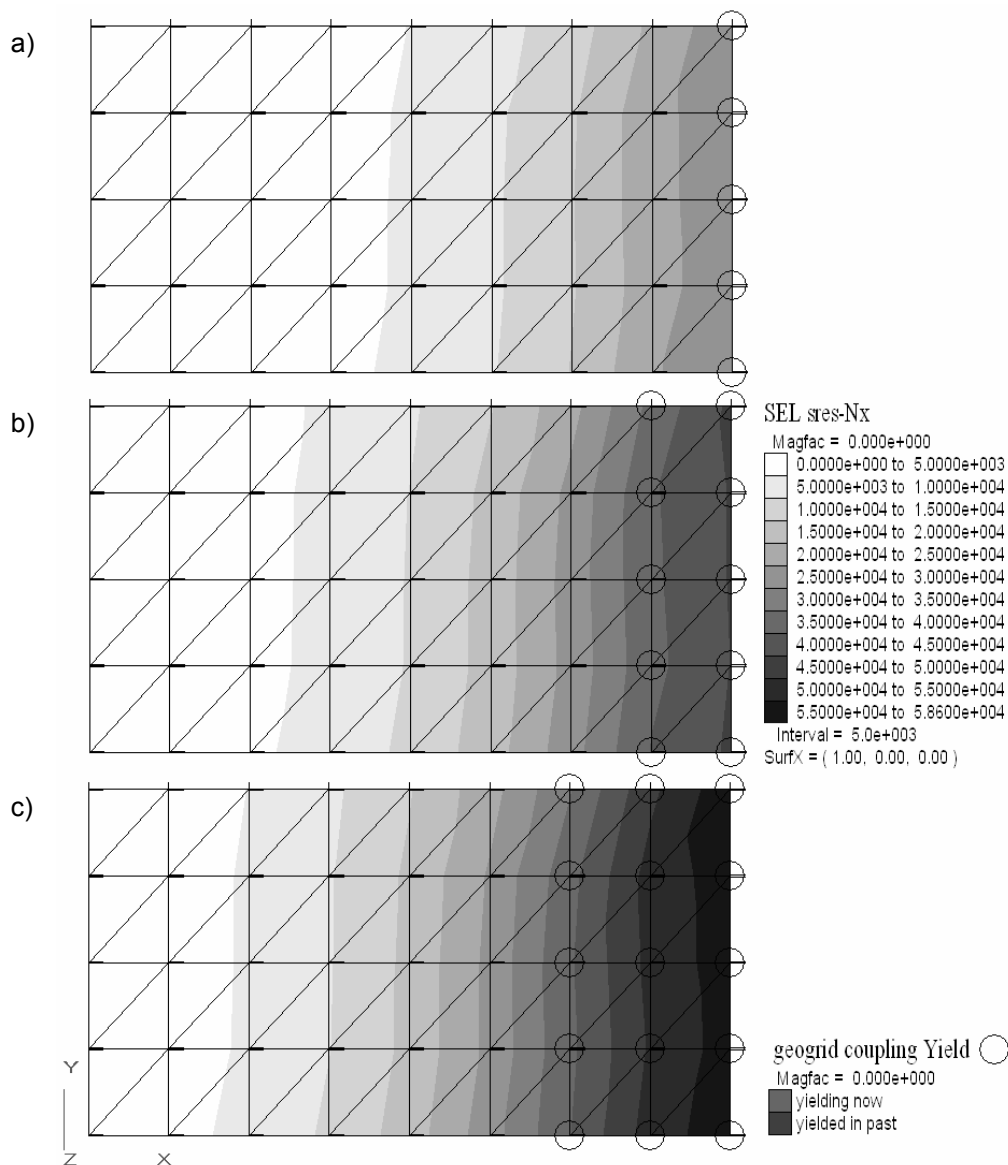 a)
b)
SEL sres-Nx
Magfac = 0.000e+000
0.0000e+000 to 5.0000e+003
5.0000e+003 to 1.0000e+004
1.0000e+004 to 1.5000e+004
1.5000e+004 to 2.0000e+004
2.0000e+004 to 2.5000e+004
2.5000e+004 to 3.0000e+004
3.0000e+004 to 3.5000e+004
3.5000e+004 to 4.0000e+004
4.0000e+004 to 4.5000e+004
4.5000e+004 to 5.0000e+004
5.0000e+004 to 5.5000e+004
5.5000e+004 to 5.8600e+004
Interval = 5.0e+003
SurfX = ( 1.00, 0.00, 0.00 )
c)
geogrid coupling Yield
Magfac = 0.000e+000
yielding now
yielded in past
Y
Z X